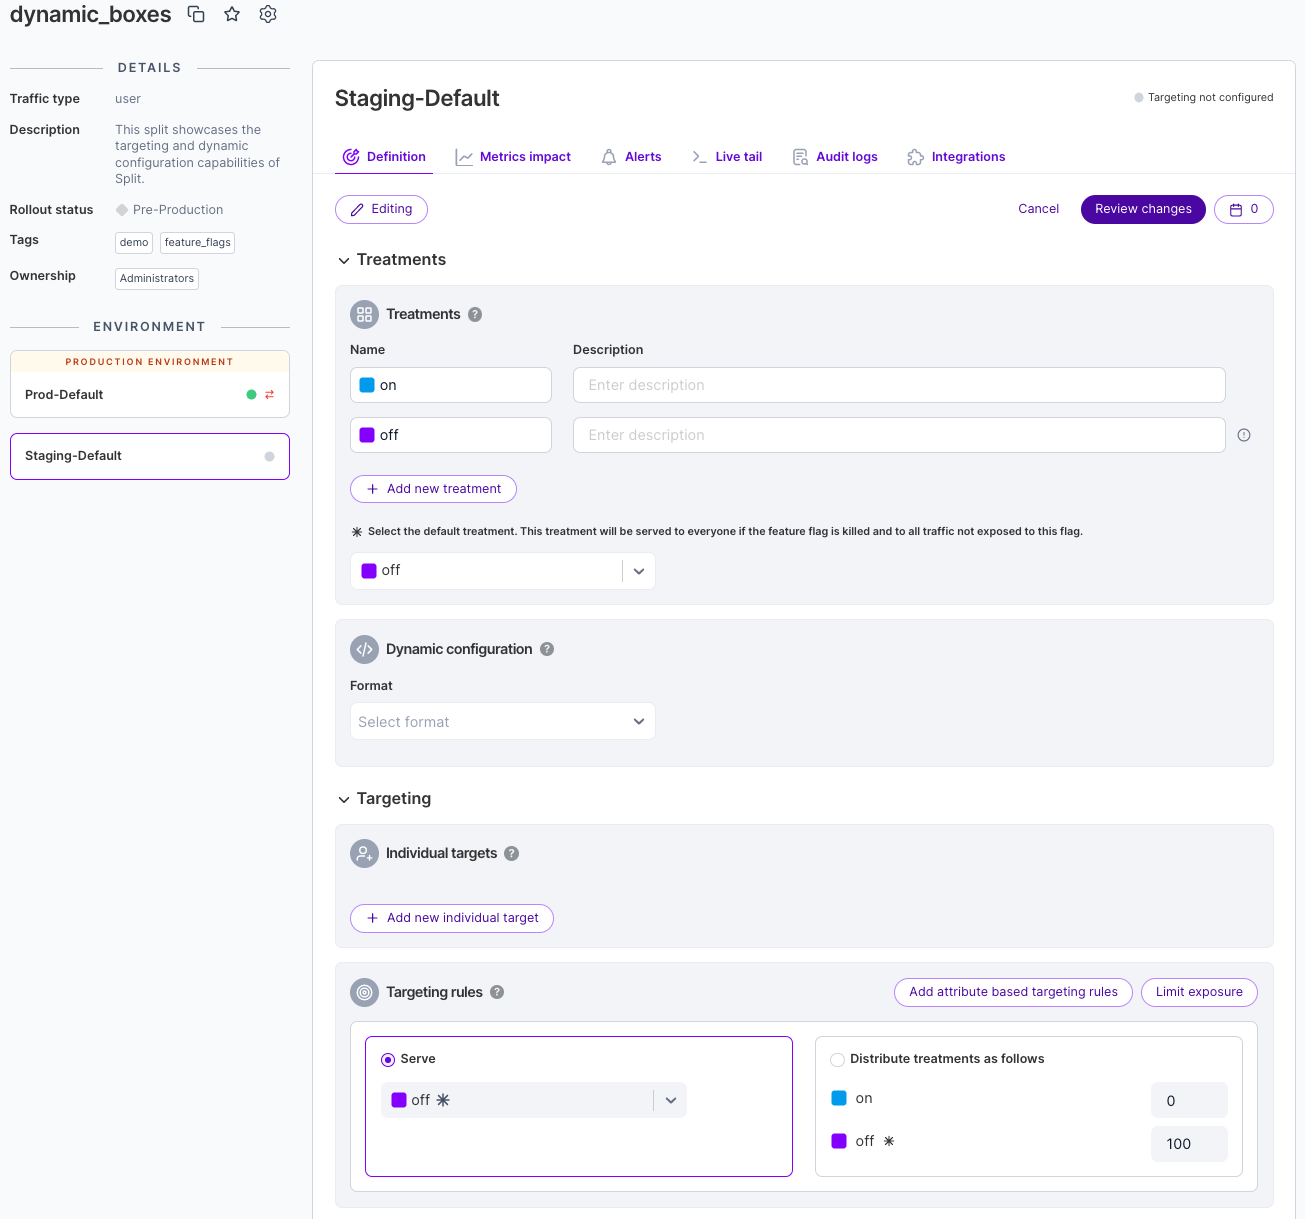 dynamic_boxes
DETAILS
Traffic type
user
Description
This split showcases the
targeting and dynamic
configuration capabilities of
Split.
Rollout status
Pre-Production
Tags
demo
feature_flags
Ownership
Administrators
ENVIRONMENT
PRODUCTION ENVIRONMENT
Prod-Default
Staging-Default
Staging-Default
Targeting not configured
Definition
Metrics impact
Alerts
Live tail
Audit logs
Integrations
Editing
Cancel
Review changes
0
Treatments
Treatments
Name
Description
on
Enter description
off
Enter description
Add new treatment
Select the default treatment. This treatment will be served to everyone if the feature flag is killed and to all traffic not exposed to this flag.
off
Dynamic configuration
Format
Select format
Targeting
Individual targets
Add new individual target
Targeting rules
Add attribute based targeting rules
Limit exposure
Serve
off
Distribute treatments as follows
on
0
off
100